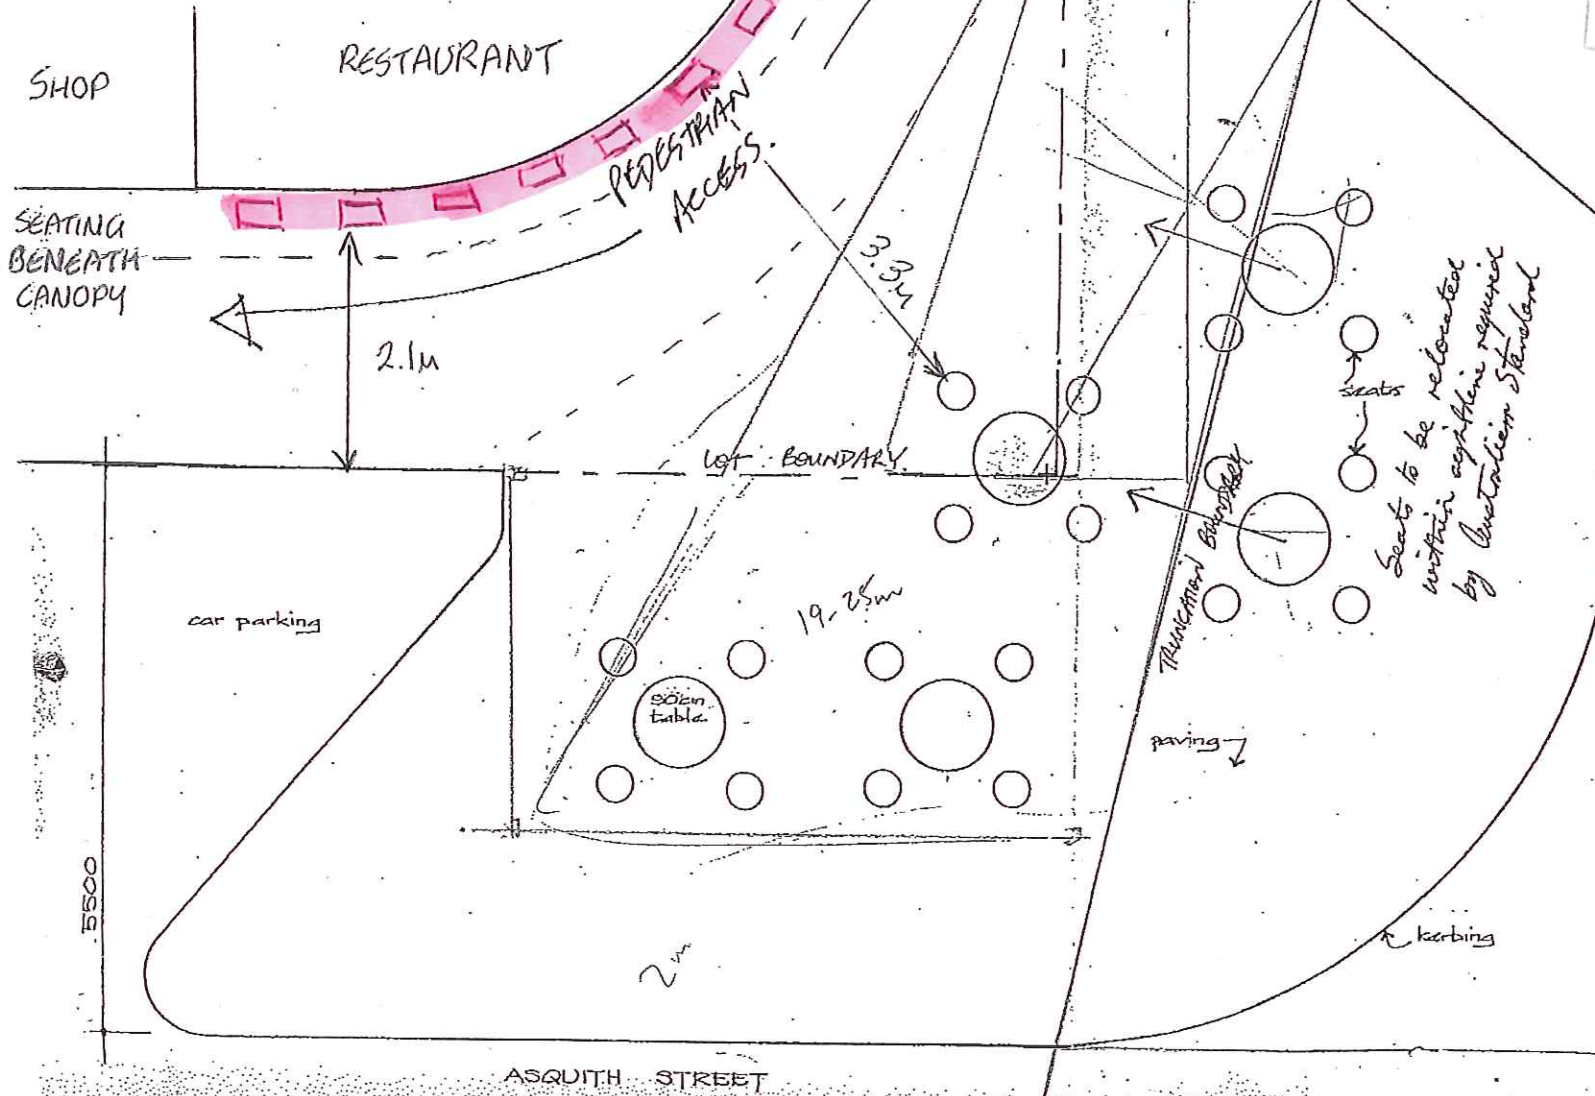 SHOP
RESTAURANT
PEDESTRIAN
ACCESS.
SEATING
BENEATH
CANOPY
2.1M
3.3M
LOT BOUNDARY
seats
Seats to be relocated
within sightline required
by Australian Standard
TRUNCATION BOUNDARY
car parking
19-25m
90cm
table
paving
5500
2m
kerbing
ASQUITH STREET